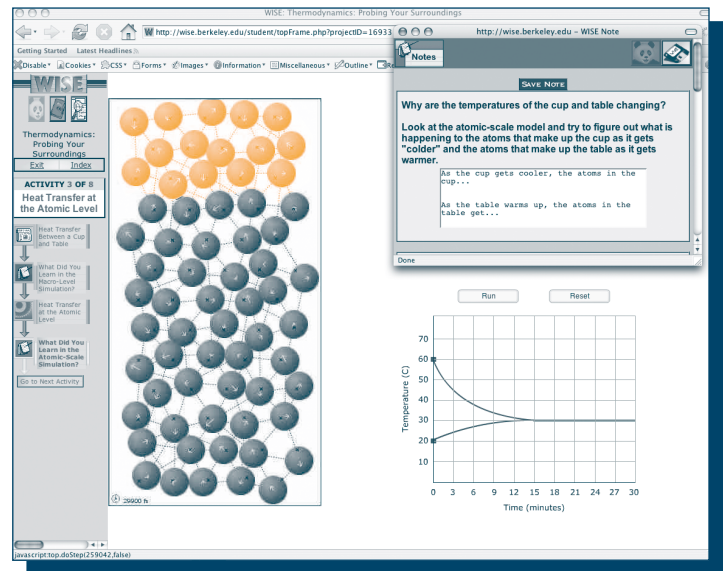 WISE: Thermodynamics: Probing Your Surroundings
W http://wise.berkeley.edu/student/topFrame.php?projectID=16933
Getting Started Latest Headlines
Disable Cookies CSS Forms Images Information Miscellaneous Outline
WISE
Thermodynamics:
Probing Your
Surroundings
Exit Index
ACTIVITY 3 OF 8
Heat Transfer at
the Atomic Level
Heat Transfer
Between a Cup
and Table
What Did You
Learn in the
Macro-Level
Simulation?
Heat Transfer
at the Atomic
Level
What Did You
Learn in the
Atomic-Scale
Simulation?
Go to Next Activity
29900 fs
http://wise.berkeley.edu – WISE Note
Notes
SAVE NOTE
Why are the temperatures of the cup and table changing?
Look at the atomic-scale model and try to figure out what is
happening to the atoms that make up the cup as it gets
"colder" and the atoms that make up the table as it gets
warmer.
As the cup gets cooler, the atoms in the
cup...
As the table warms up, the atoms in the
table get...
Done
Run Reset
Temperature (C)
70
60
50
40
30
20
10
0 3 6 9 12 15 18 21 24 27 30
Time (minutes)
javascript:top.doStep(259042,false)